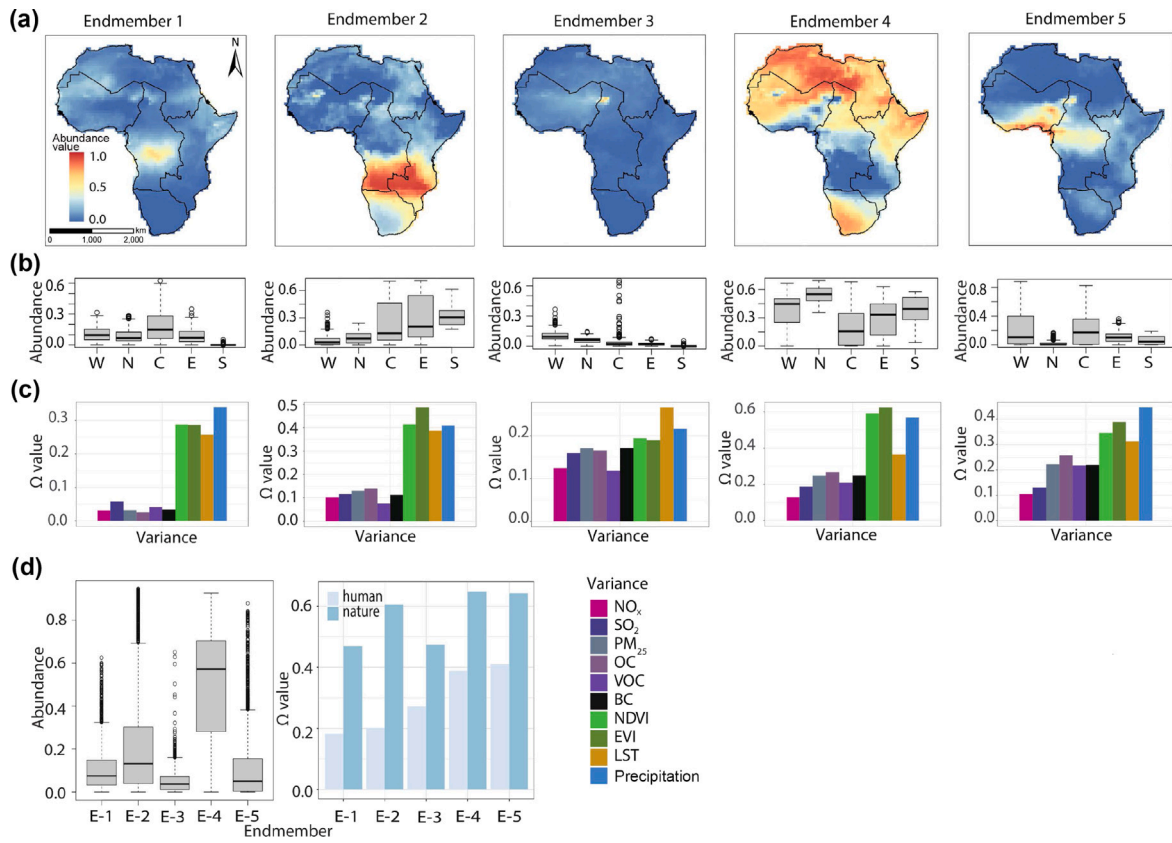 (a)
Endmember 1 Endmember 2 Endmember 3 Endmember 4 Endmember 5
N
Abundance
value
1.0
0.5
0.0
km
0 1,000 2,000
(b)
Abundance 0.6 0.3 0.0 W N C E S
Abundance 0.6 0.3 0.0 W N C E S
Abundance 0.6 0.3 0.0 W N C E S
Abundance 0.6 0.3 0.0 W N C E S
Abundance 0.6 0.4 0.2 0.0 W N C E S
(c)
Ω value 0.3 0.2 0.1 0.0 Variance
Ω value 0.5 0.4 0.3 0.2 0.1 0.0 Variance
Ω value 0.2 0.1 0.0 Variance
Ω value 0.6 0.4 0.2 0.0 Variance
Ω value 0.4 0.3 0.2 0.1 0.0 Variance
(d)
Abundance 0.8 0.6 0.4 0.2 0.0
E-1 E-2 E-3 E-4 E-5
Endmember
human
nature
Ω value 0.6 0.4 0.2 0.0
E-1 E-2 E-3 E-4 E-5
Variance
NOx
SO2
PM25
OC
VOC
BC
NDVI
EVI
LST
Precipitation